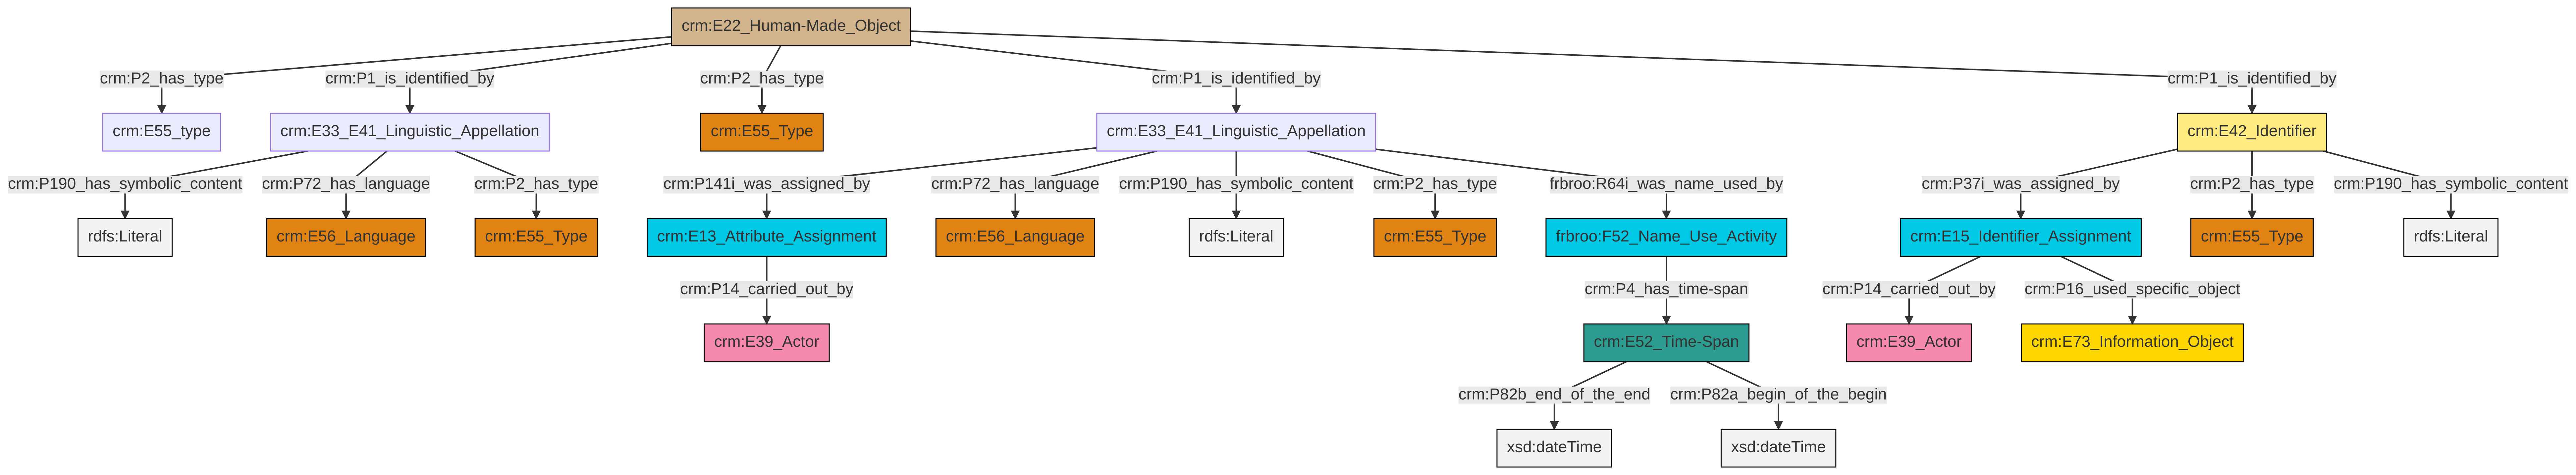 crm:E22_Human-Made_Object
crm:P2_has_type
crm:P1_is_identified_by
crm:P2_has_type
crm:P1_is_identified_by
crm:P1_is_identified_by
crm:E55_type
crm:E33_E41_Linguistic_Appellation
crm:E55_Type
crm:E33_E41_Linguistic_Appellation
crm:E42_Identifier
crm:P190_has_symbolic_content
crm:P72_has_language
crm:P2_has_type
crm:P141i_was_assigned_by
crm:P72_has_language
crm:P190_has_symbolic_content
crm:P2_has_type
frbroo:R64i_was_name_used_by
crm:P37i_was_assigned_by
crm:P2_has_type
crm:P190_has_symbolic_content
rdfs:Literal
crm:E56_Language
crm:E55_Type
crm:E13_Attribute_Assignment
crm:E56_Language
rdfs:Literal
crm:E55_Type
frbroo:F52_Name_Use_Activity
crm:E15_Identifier_Assignment
crm:E55_Type
rdfs:Literal
crm:P14_carried_out_by
crm:P4_has_time-span
crm:P14_carried_out_by
crm:P16_used_specific_object
crm:E39_Actor
crm:E52_Time-Span
crm:E39_Actor
crm:E73_Information_Object
crm:P82b_end_of_the_end
crm:P82a_begin_of_the_begin
xsd:dateTime
xsd:dateTime